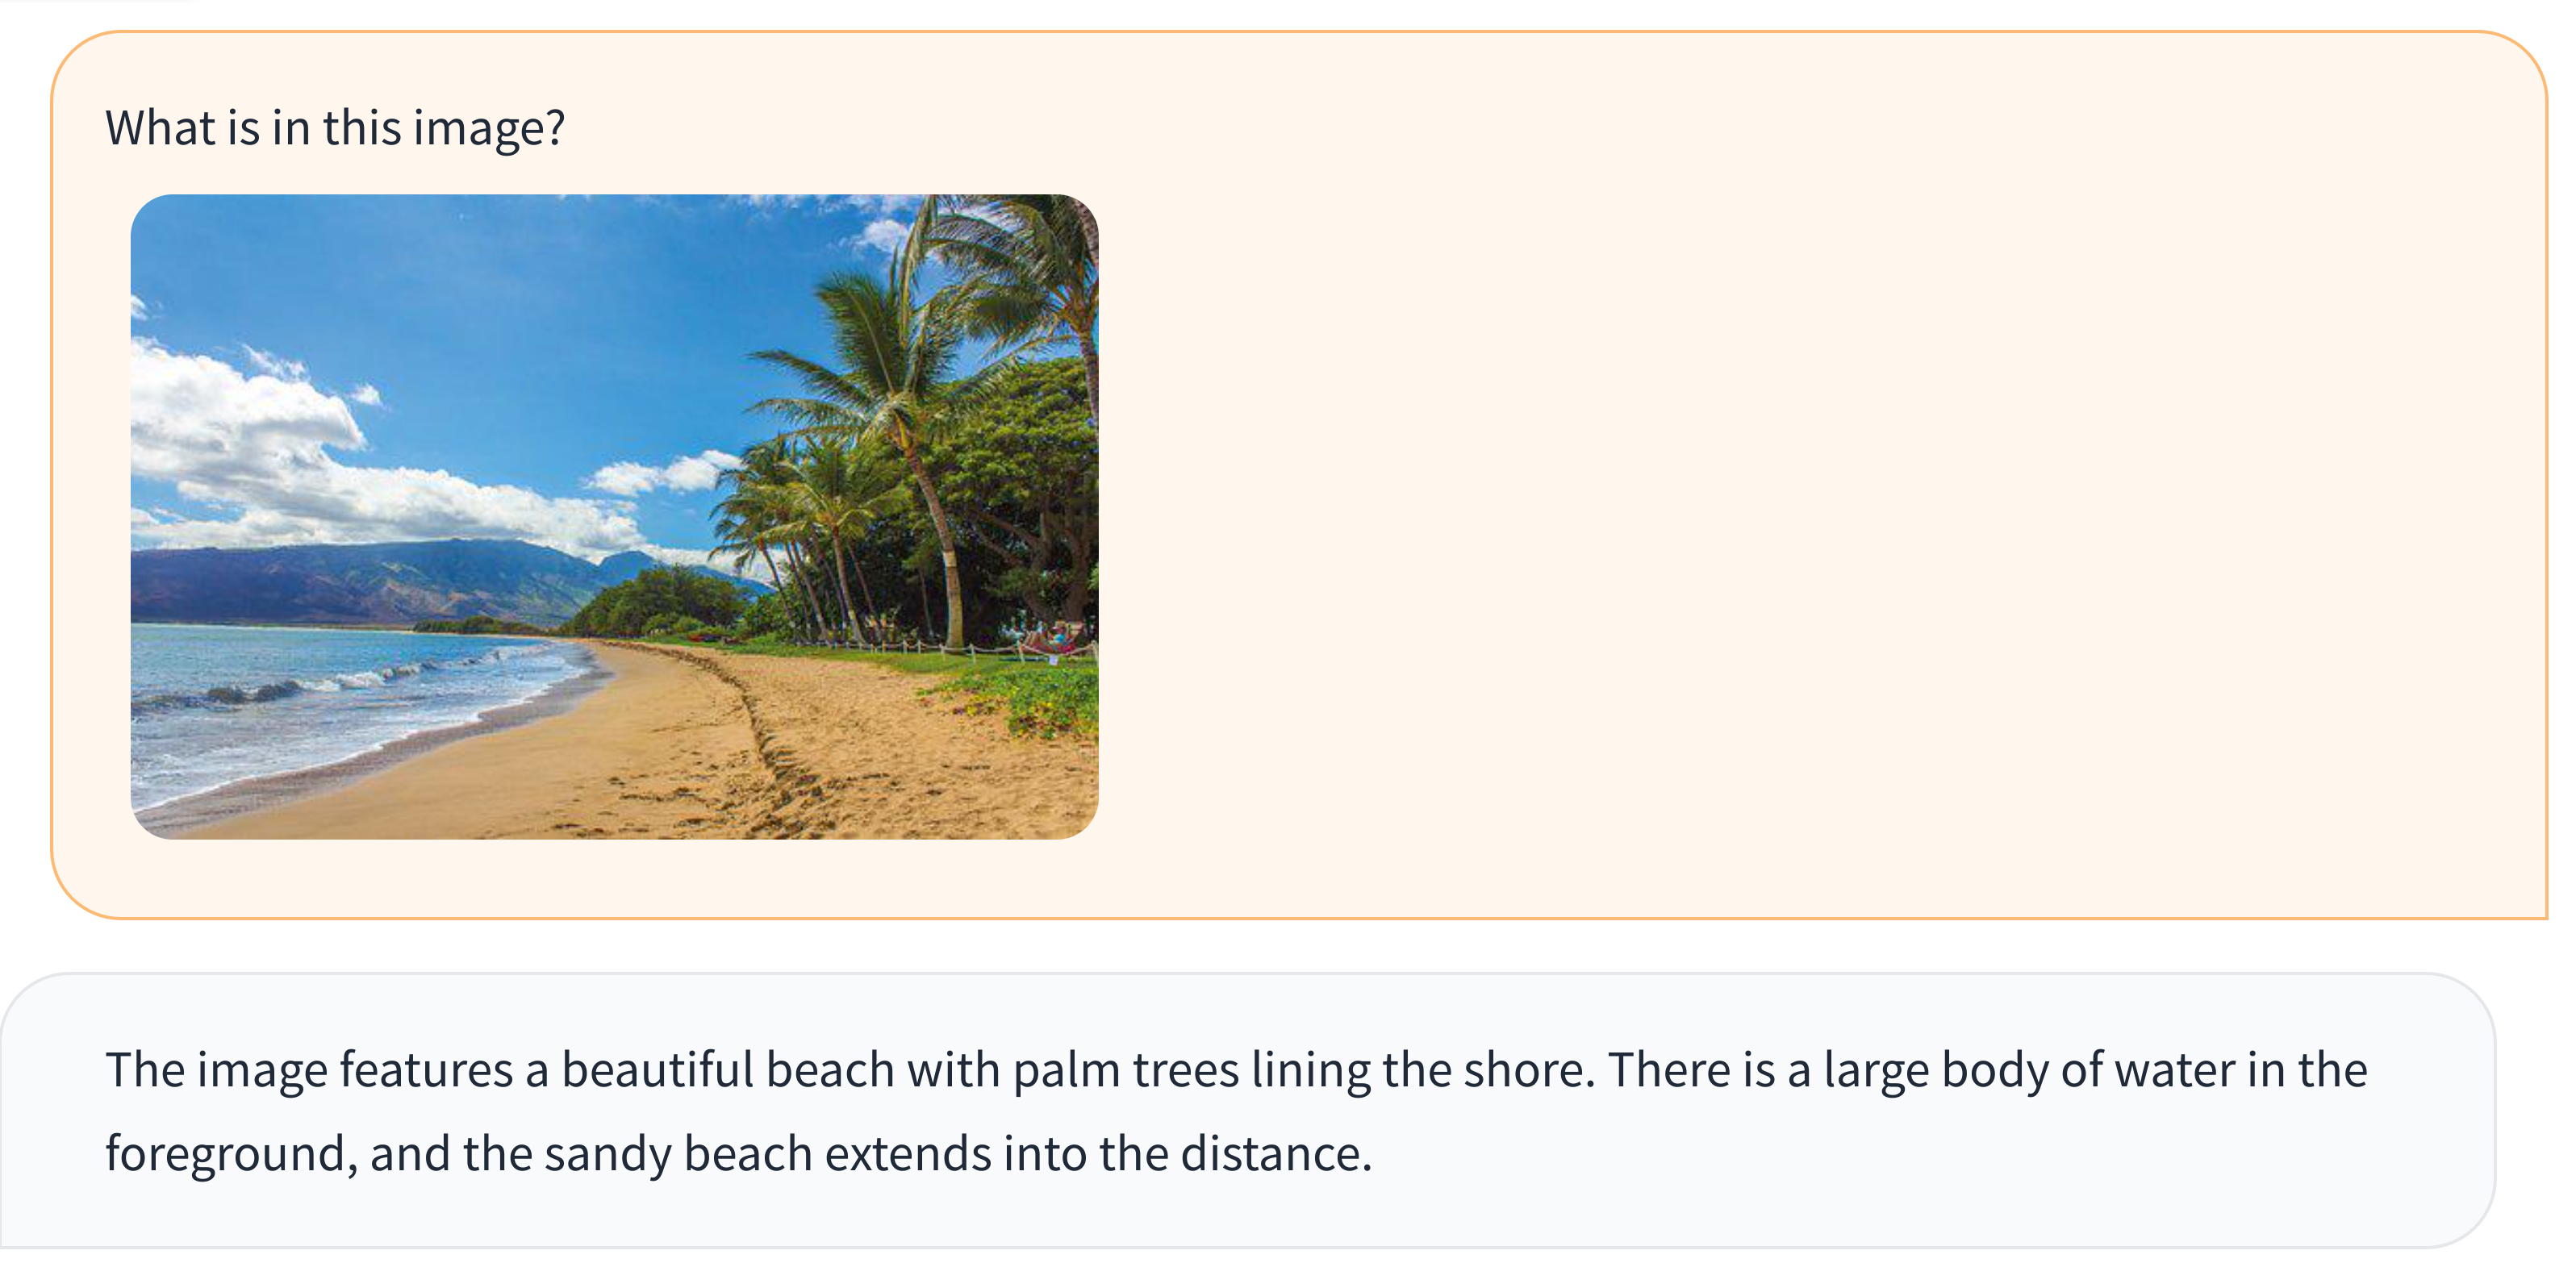 What is in this image?
The image features a beautiful beach with palm trees lining the shore. There is a large body of water in the
foreground, and the sandy beach extends into the distance.